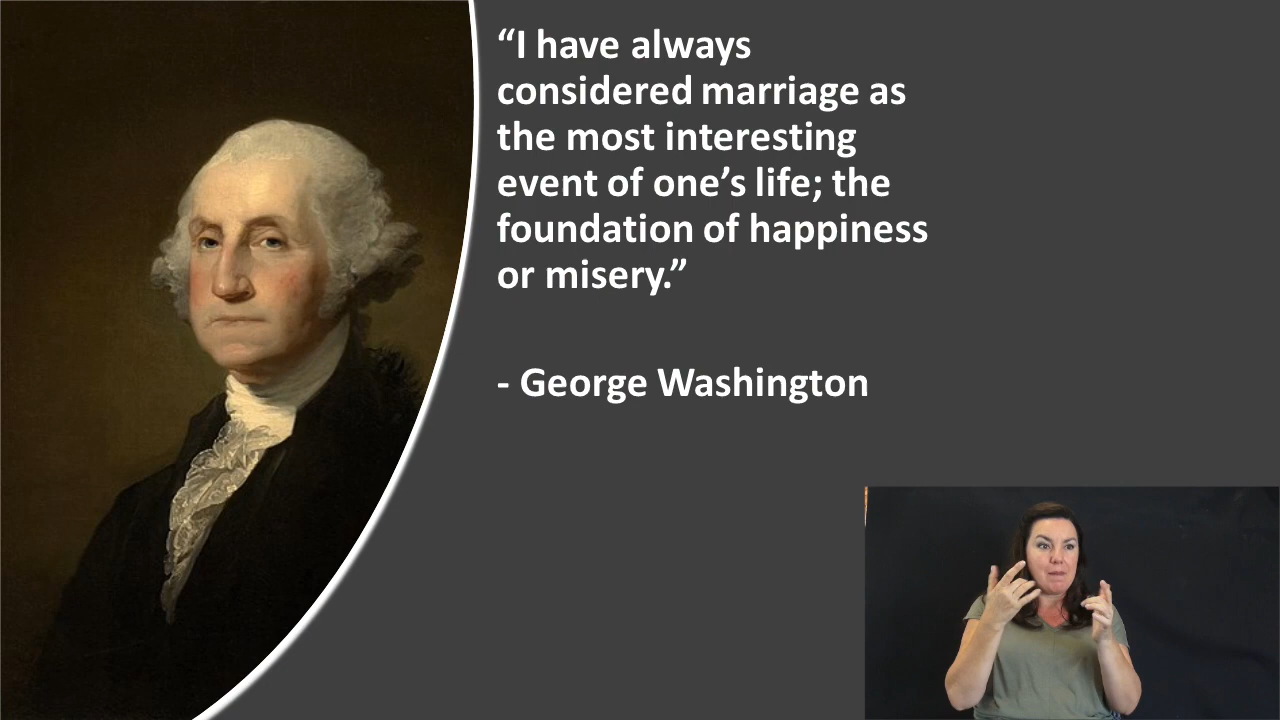 “I have always
considered marriage as
the most interesting
event of one’s life; the
foundation of happiness
or misery.”
- George Washington